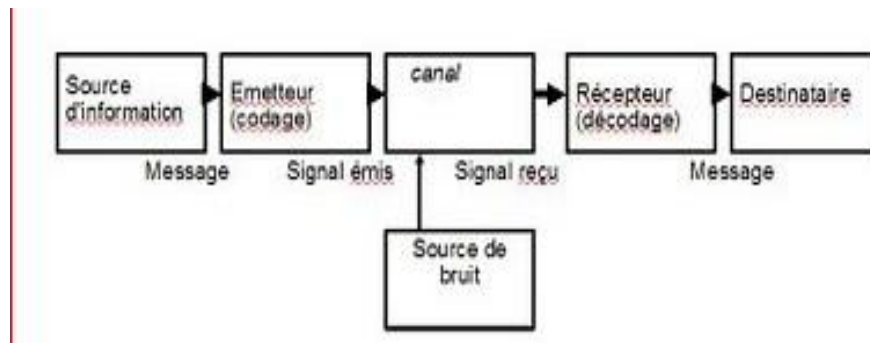 Source
d'information
Emetteur
(codage)
canal
Récepteur
(décodage)
Destinataire
Message
Signal émis
Signal reçu
Message
Source de
bruit